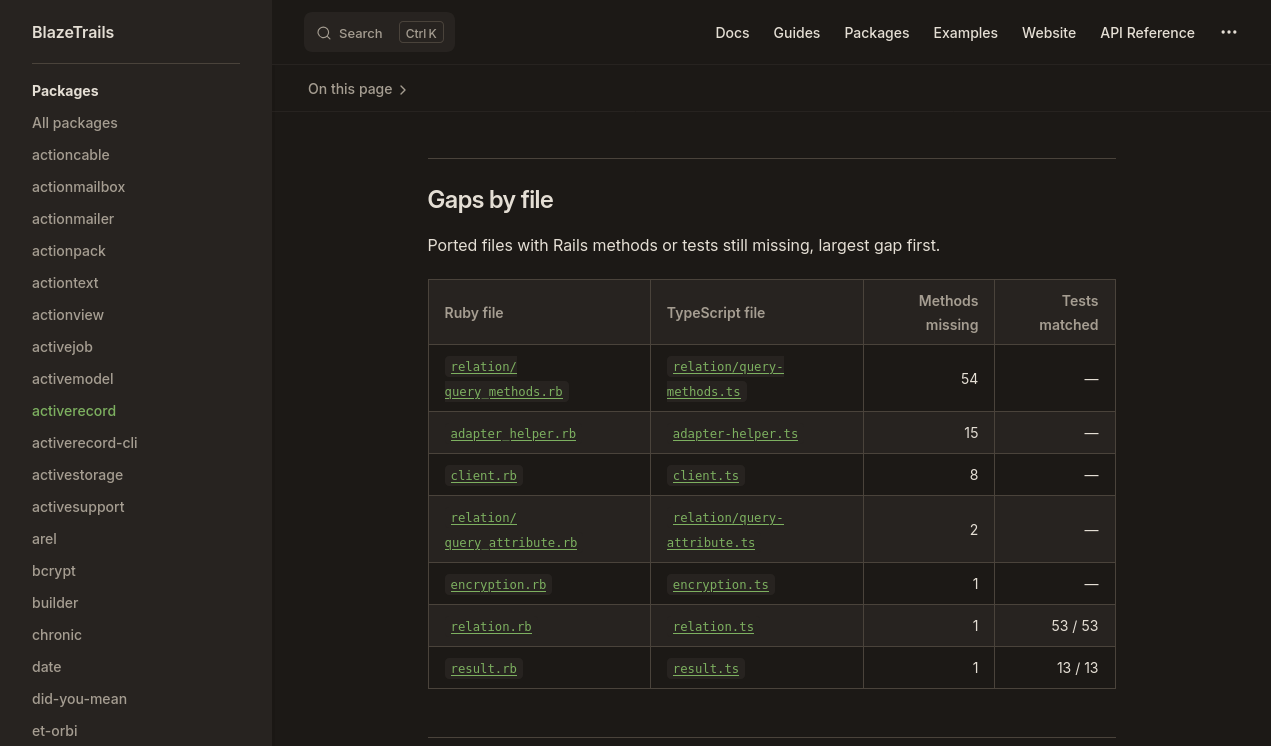 BlazeTrails
Search Ctrl K
Docs Guides Packages Examples Website API Reference
On this page
Packages
All packages
actioncable
actionmailbox
actionmailer
actionpack
actiontext
actionview
activejob
activemodel
activerecord
activerecord-cli
activestorage
activesupport
arel
bcrypt
builder
chronic
date
did-you-mean
et-orbi
Gaps by file
Ported files with Rails methods or tests still missing, largest gap first.
Ruby file TypeScript file Methods missing Tests matched
relation/ relation/query-
query_methods.rb methods.ts 54 —
adapter_helper.rb adapter-helper.ts 15 —
client.rb client.ts 8 —
relation/ relation/query-
query_attribute.rb attribute.ts 2 —
encryption.rb encryption.ts 1 —
relation.rb relation.ts 1 53 / 53
result.rb result.ts 1 13 / 13